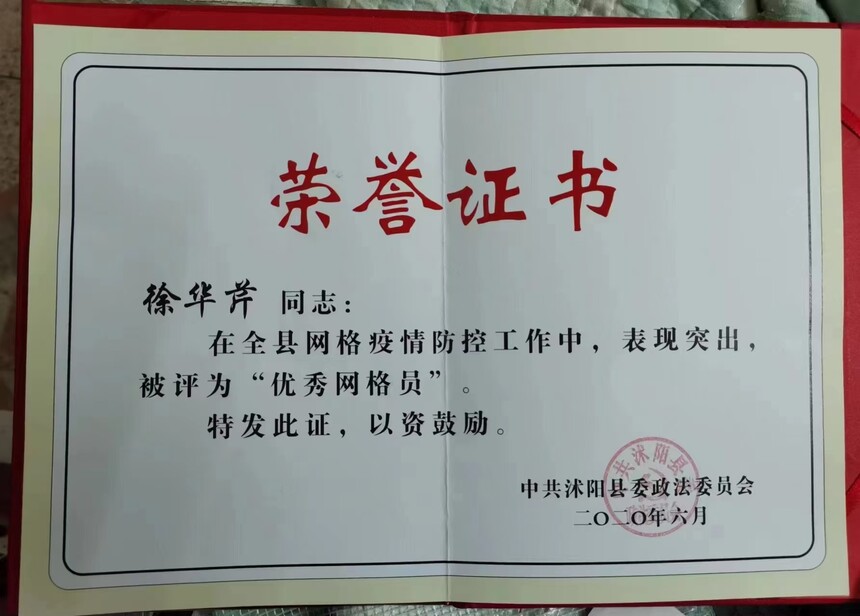 荣誉证书
徐华芹 同志：
在全县网格疫情防控工作中，表现突出，
被评为“优秀网格员”。
特发此证，以资鼓励。
中共沭阳县委政法委员会
二〇二〇年六月